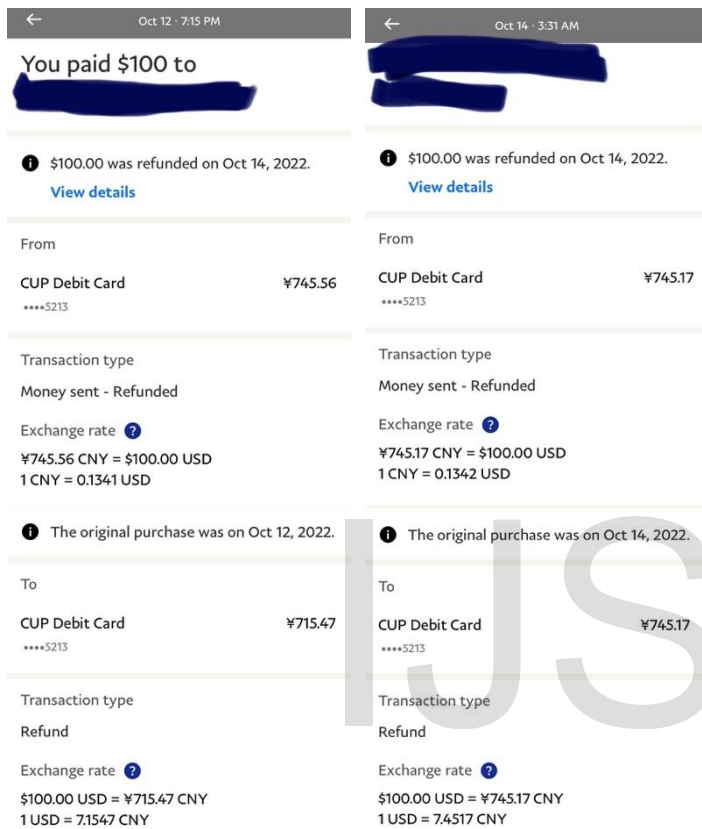 Oct 12 · 7:15 PM
You paid $100 to
$100.00 was refunded on Oct 14, 2022.
View details
From
CUP Debit Card ¥745.56
••••5213
Transaction type
Money sent - Refunded
Exchange rate ?
¥745.56 CNY = $100.00 USD
1 CNY = 0.1341 USD
The original purchase was on Oct 12, 2022.
To
CUP Debit Card ¥715.47
••••5213
Transaction type
Refund
Exchange rate ?
$100.00 USD = ¥715.47 CNY
1 USD = 7.1547 CNY
Oct 14 · 3:31 AM
$100.00 was refunded on Oct 14, 2022.
View details
From
CUP Debit Card ¥745.17
••••5213
Transaction type
Money sent - Refunded
Exchange rate ?
¥745.17 CNY = $100.00 USD
1 CNY = 0.1342 USD
The original purchase was on Oct 14, 2022.
To
CUP Debit Card ¥745.17
••••5213
Transaction type
Refund
Exchange rate ?
$100.00 USD = ¥745.17 CNY
1 USD = 7.4517 CNY
IJS